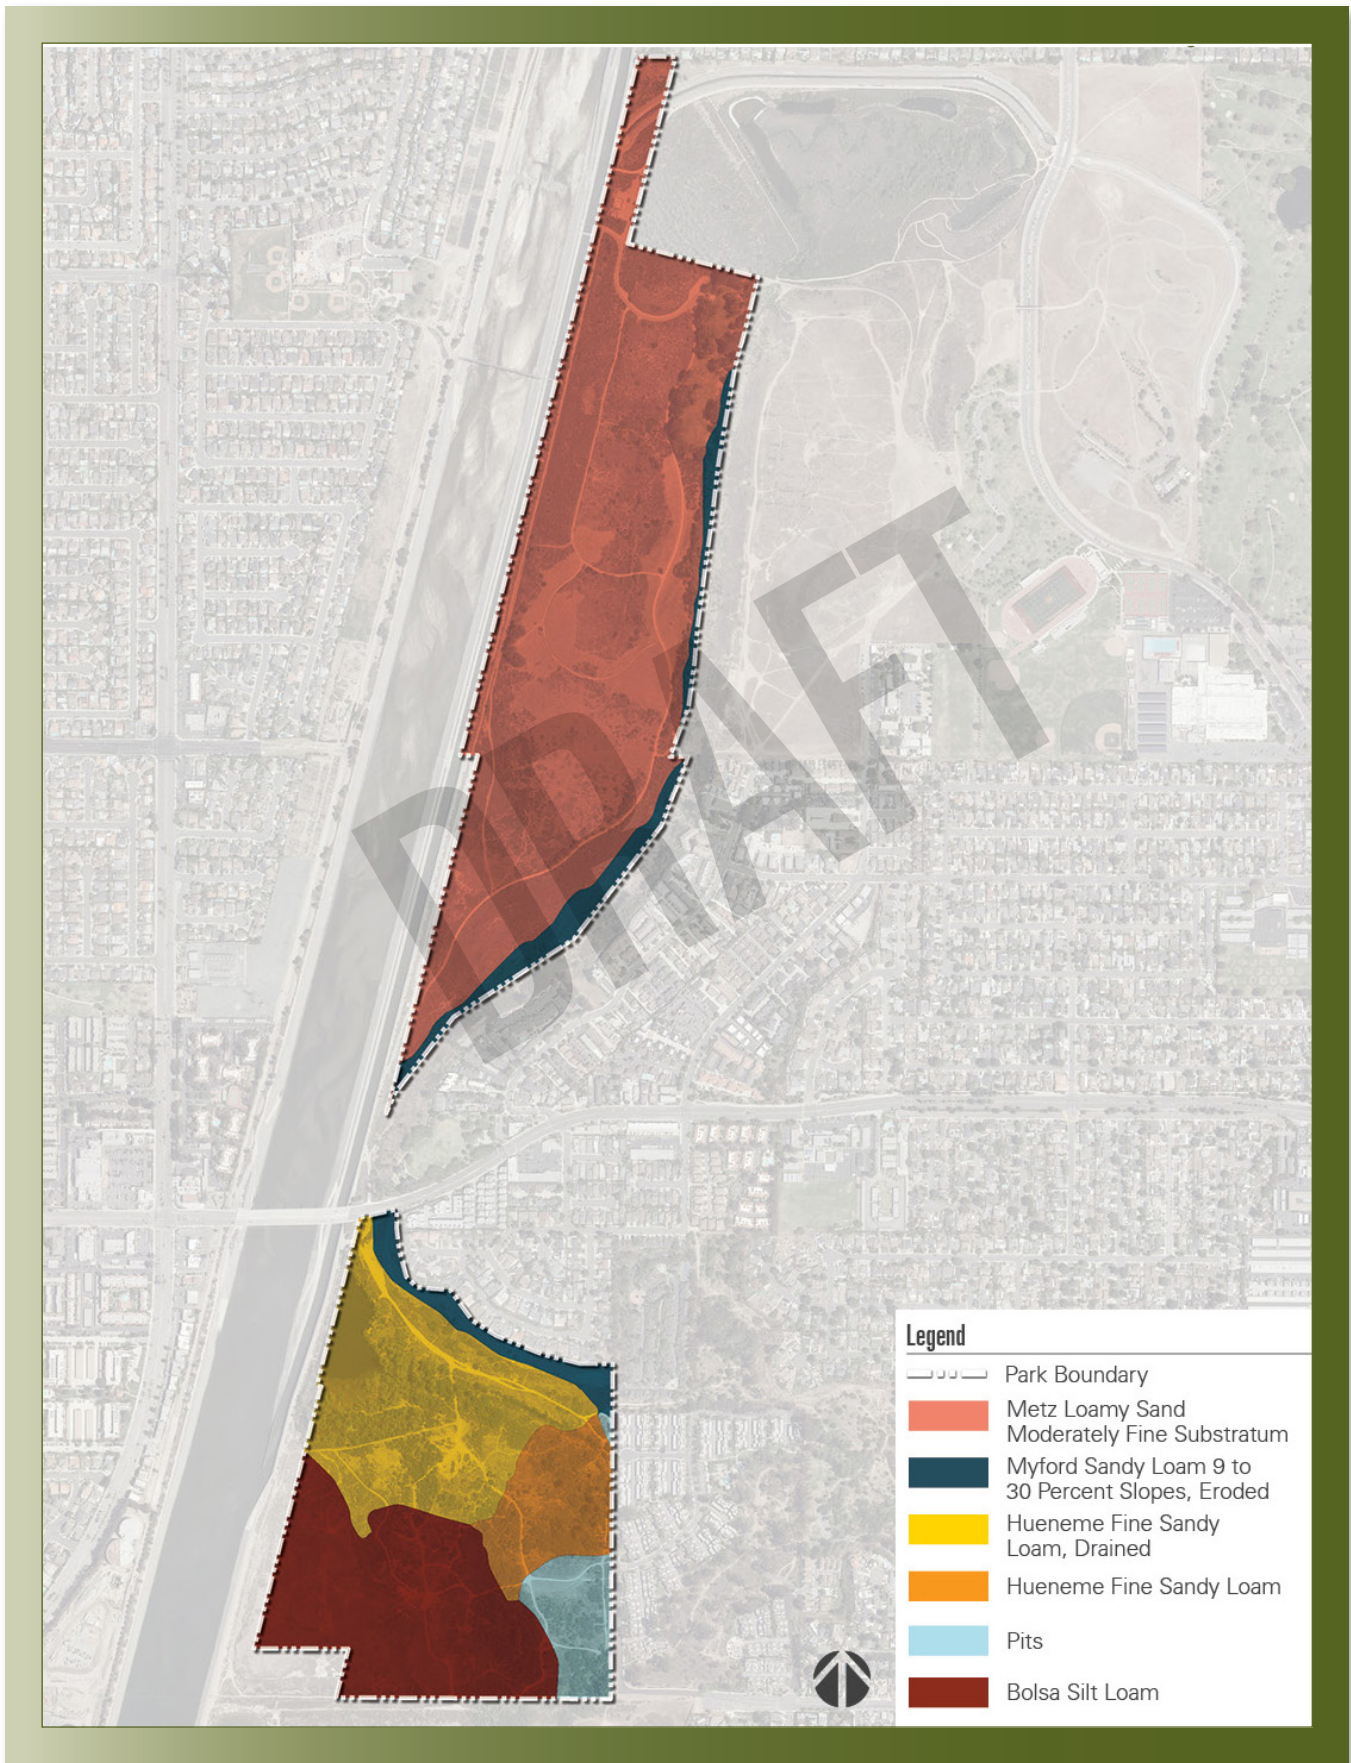 DRAFT
Legend
Park Boundary
Metz Loamy Sand
Moderately Fine Substratum
Myford Sandy Loam 9 to
30 Percent Slopes, Eroded
Hueneme Fine Sandy
Loam, Drained
Hueneme Fine Sandy Loam
Pits
Bolsa Silt Loam